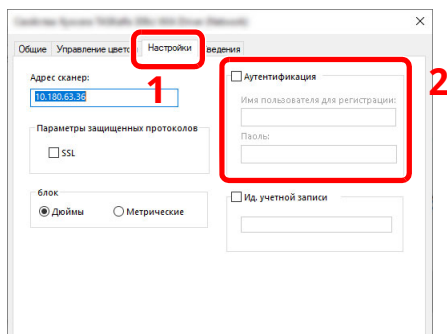 Общие Управление цвето Настройки ведения
1
2
Адрес сканер:
10.180.63.36
Параметры защищенных протоколов
SSL
блок
Дюймы Метрические
Аутентификация
Имя пользователя для регистрации:
Паоль:
Ид. учетной записи